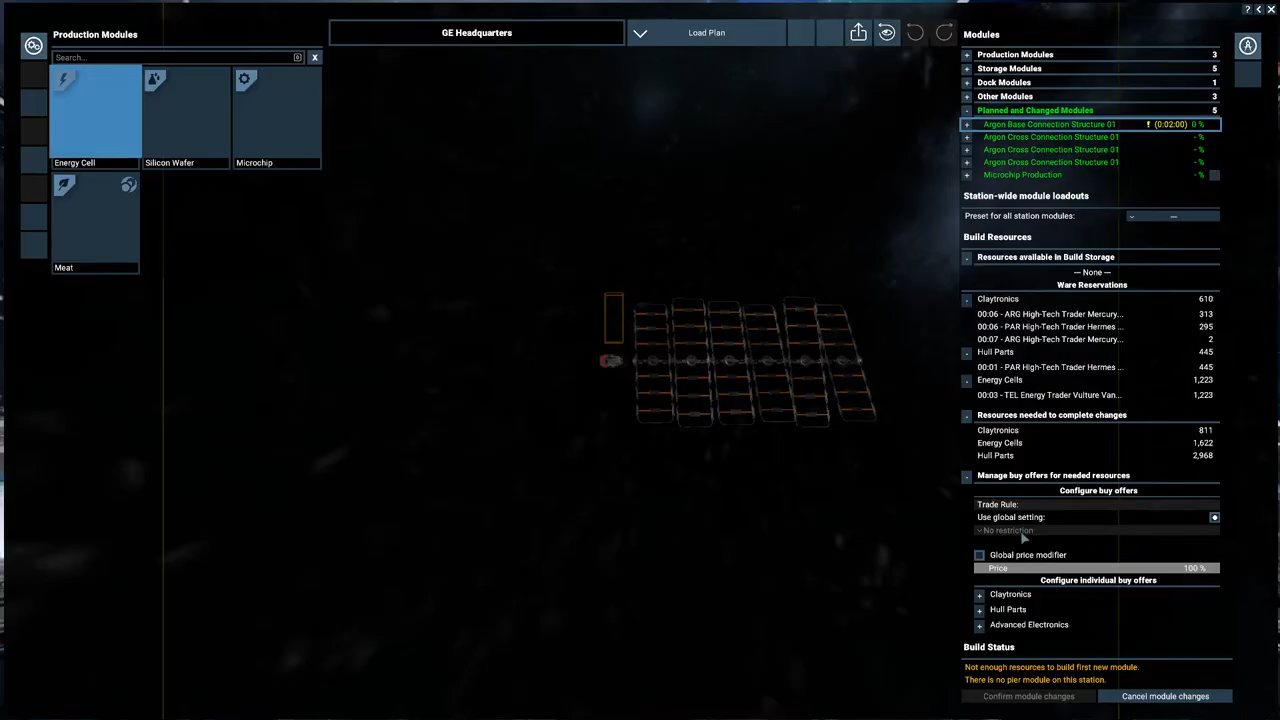 Production Modules
Search...
x
Energy Cell
Silicon Wafer
Microchip
Meat
GE Headquarters
Load Plan
?
Modules
Production Modules 3
Storage Modules 5
Dock Modules 1
Other Modules 3
Planned and Changed Modules 5
Argon Base Connection Structure 01 ! (0:02:00) 0 %
Argon Cross Connection Structure 01 - %
Argon Cross Connection Structure 01 - %
Argon Cross Connection Structure 01 - %
Microchip Production - %
Station-wide module loadouts
Preset for all station modules: —
Build Resources
Resources available in Build Storage
— None —
Ware Reservations
Claytronics 610
00:06 - ARG High-Tech Trader Mercury... 313
00:06 - PAR High-Tech Trader Hermes ... 295
00:07 - ARG High-Tech Trader Mercury... 2
Hull Parts 445
00:01 - PAR High-Tech Trader Hermes ... 445
Energy Cells 1,223
00:03 - TEL Energy Trader Vulture Van... 1,223
Resources needed to complete changes
Claytronics 811
Energy Cells 1,622
Hull Parts 2,968
Manage buy offers for needed resources
Configure buy offers
Trade Rule:
Use global setting:
No restriction
Global price modifier
Price 100 %
Configure individual buy offers
Claytronics
Hull Parts
Advanced Electronics
Build Status
Not enough resources to build first new module.
There is no pier module on this station.
Confirm module changes
Cancel module changes